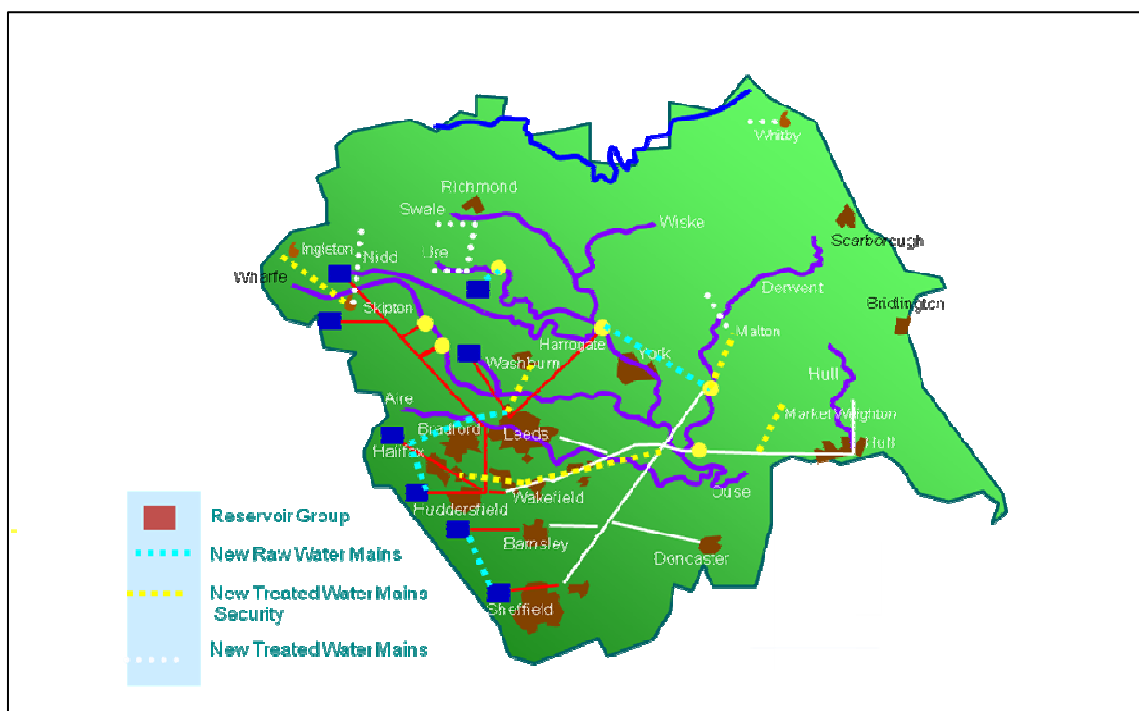 Whitby
Richmond
Swale
Wiske
Scarborough
Ingleton
Nidd
Ure
Wharfe
Derwent
Skipton
Bridlington
Malton
Harrogate
York
Washburn
Hull
Aire
Market Weighton
Bradford
Leeds
Hull
Halifax
Ouse
Wakefield
Huddersfield
Barnsley
Doncaster
Sheffield
Reservoir Group
New Raw Water Mains
New Treated Water Mains
Security
New Treated Water Mains